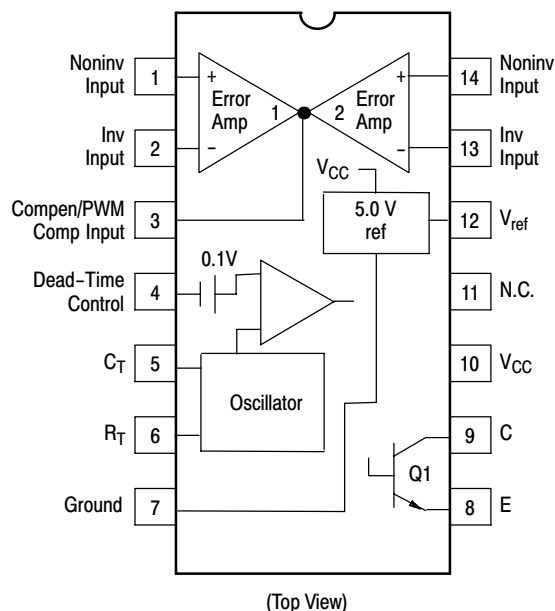 Noninv
Input
1
+
Error
Amp
1
2
Error
Amp
+
14
Noninv
Input
Inv
Input
2
–
–
13
Inv
Input
Compen/PWM
Comp Input
3
VCC
5.0 V
ref
12
Vref
Dead–Time
Control
4
0.1V
11
N.C.
CT
5
Oscillator
10
VCC
RT
6
9
C
Q1
Ground
7
8
E
(Top View)